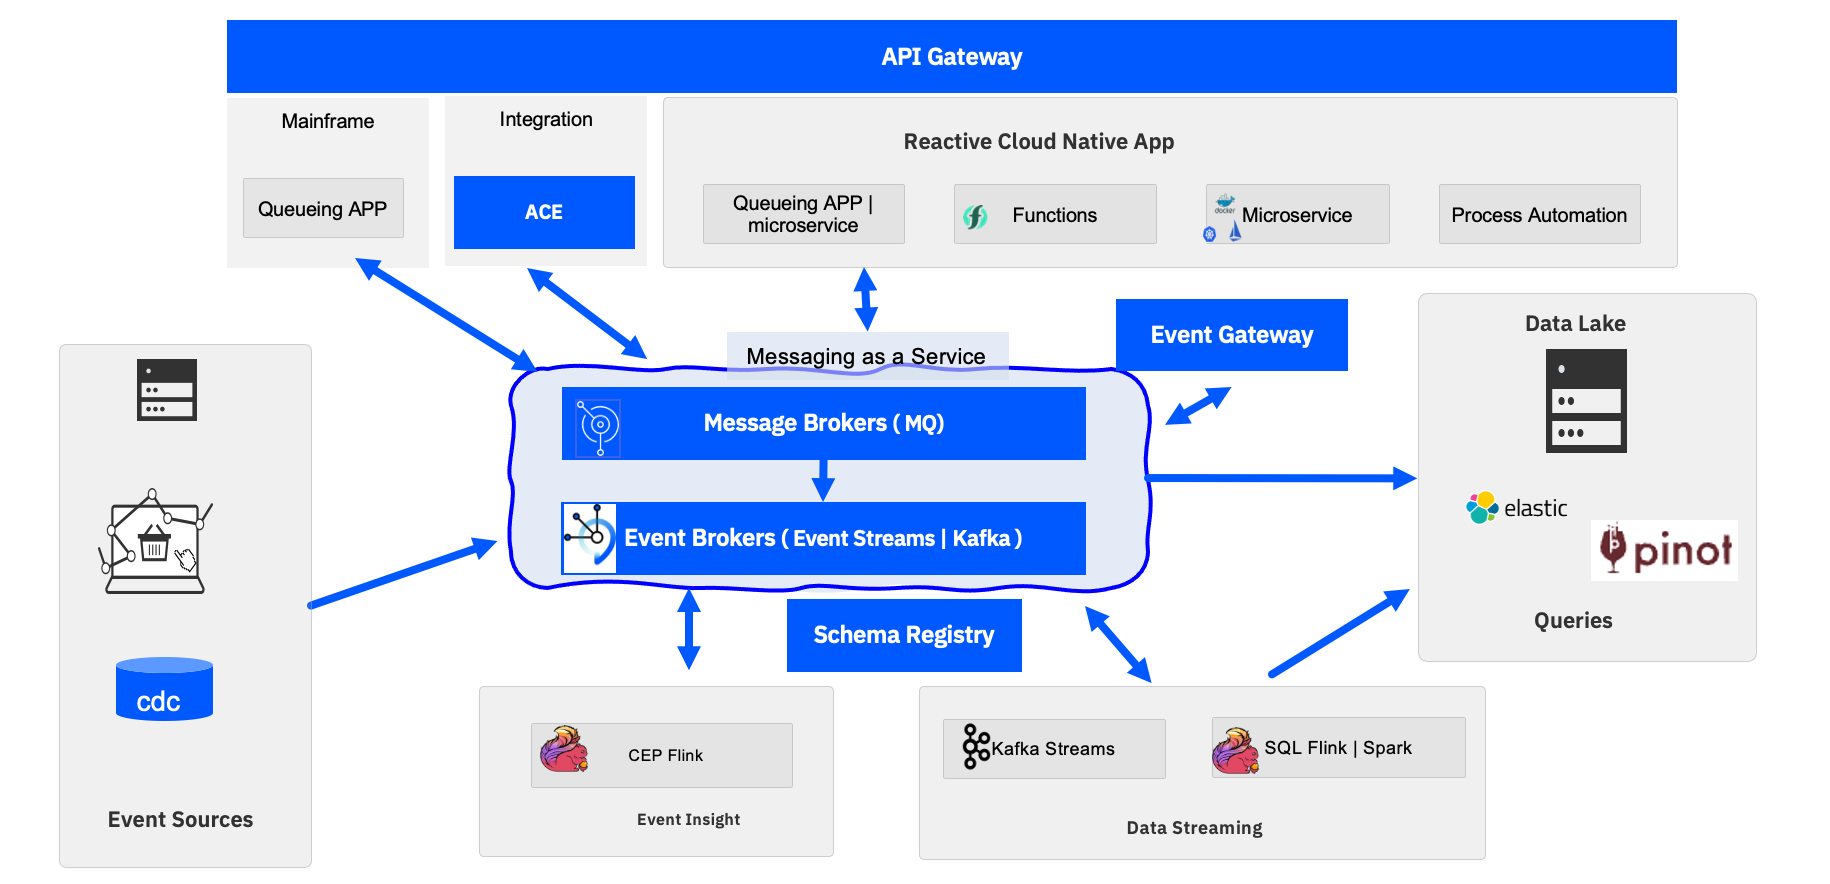 API Gateway
Mainframe
Integration
Reactive Cloud Native App
Queueing APP
ACE
Queueing APP |
microservice
Functions
docker
Microservice
Process Automation
Event Gateway
Data Lake
Messaging as a Service
Message Brokers ( MQ)
elastic
Event Brokers ( Event Streams | Kafka )
pinot
Queries
Schema Registry
cdc
Event Sources
CEP Flink
Event Insight
Kafka Streams
SQL Flink | Spark
Data Streaming